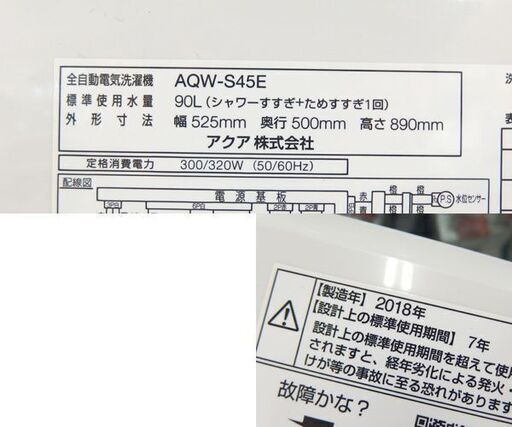 全自動電気洗濯機 AQW-S45E
標準使用水量 90L(シャワーすすぎ+ためすすぎ1回)
外形寸法 幅525mm 奥行500mm 高さ890mm
アクア株式会社
定格消費電力 300/320W (50/60Hz)
配線図
電源基板
赤 橙 橙
P.S 水位センサー
【製造年】2018年
【設計上の標準使用期間】7年
設計上の標準使用期間を超えて使用
されますと、経年劣化による発火・
けが等の事故に至る恐れがあります
故障かな?